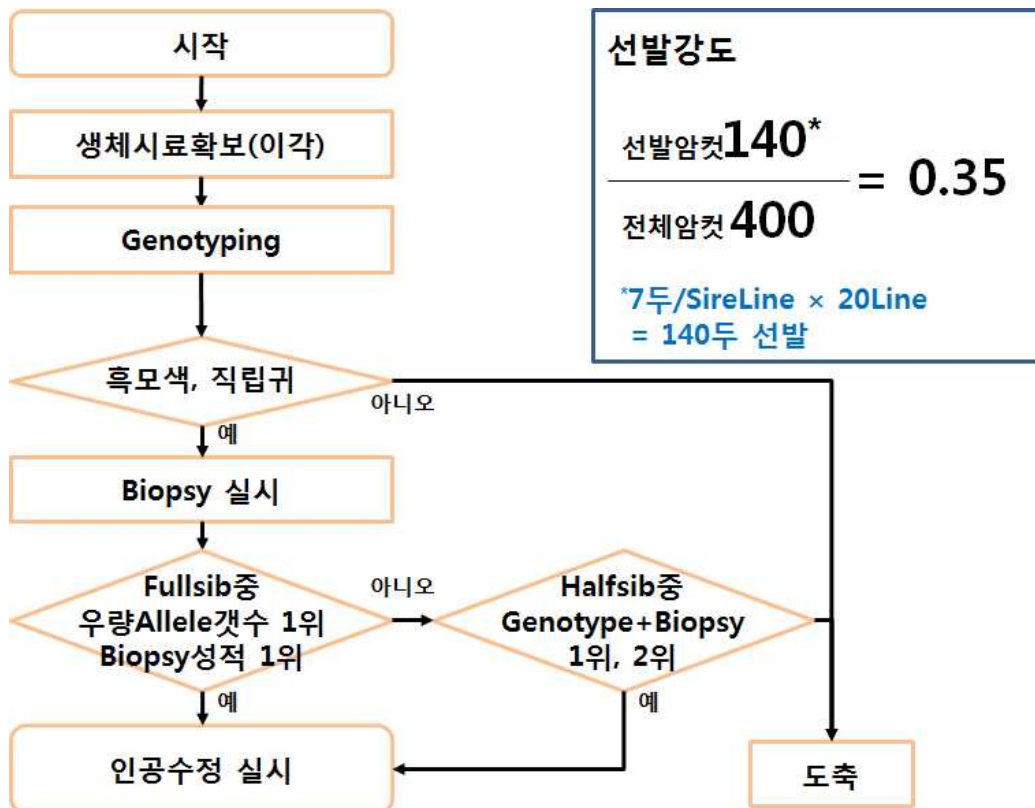 시작
생체시료확보(이각)
Genotyping
흑모색, 직립귀
아니오
예
Biopsy 실시
Fullsib중
우량Allele갯수 1위
Biopsy성적 1위
아니오
예
Halfsib중
Genotype+Biopsy
1위, 2위
예
인공수정 실시
도축
선발강도
선발암컷140*
전체암컷 400
= 0.35
*7두/SireLine × 20Line
= 140두 선발